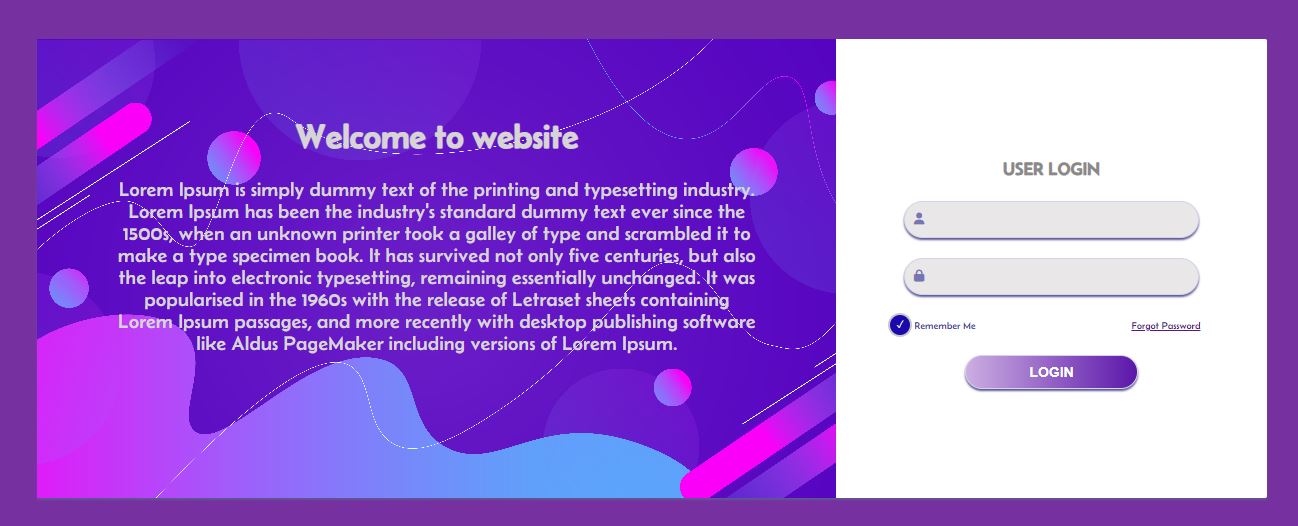 Welcome to website
Lorem Ipsum is simply dummy text of the printing and typesetting industry.
Lorem Ipsum has been the industry's standard dummy text ever since the
1500s, when an unknown printer took a galley of type and scrambled it to
make a type specimen book. It has survived not only five centuries, but also
the leap into electronic typesetting, remaining essentially unchanged. It was
popularised in the 1960s with the release of Letraset sheets containing
Lorem Ipsum passages, and more recently with desktop publishing software
like Aldus PageMaker including versions of Lorem Ipsum.
USER LOGIN
Remember Me
Forgot Password
LOGIN